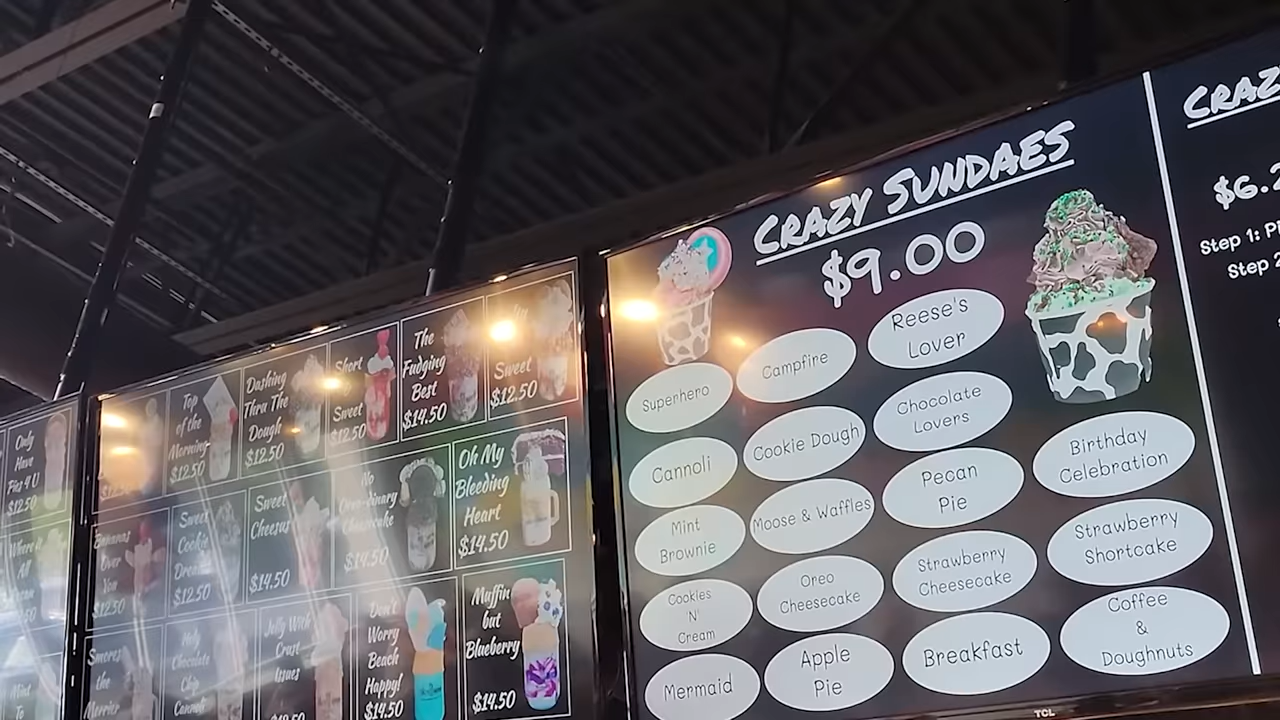 Only
Have
Pies 4 U
$12.50
Where
All
Top
of the
Morning
$12.50
Dashing
Thru The
Dough
$12.50
Short
Sweet
$12.50
The
Fudging
Best
$14.50
Sweet
$12.50
Bananas
Over
You
$12.50
Sweet
Cookie
$12.50
Sweet
Cheesus
$14.50
No
Cheesecake
$14.50
Oh My
Bleeding
Heart
$14.50
Smores
the
Merrier
Holy
Chocolate
Chip
Cannoli
Jelly With
Crust
Issues
Don't
Worry
Beach
Happy!
$14.50
Muffin
but
Blueberry
$14.50
Mint
To
Crazy Sundaes
$9.00
Superhero
Campfire
Reese's
Lover
Cannoli
Cookie Dough
Chocolate
Lovers
Birthday
Celebration
Mint
Brownie
Moose & Waffles
Pecan
Pie
Strawberry
Shortcake
Cookies
'N'
Cream
Oreo
Cheesecake
Strawberry
Cheesecake
Coffee
&
Doughnuts
Mermaid
Apple
Pie
Breakfast
TCL
$6.2
Step 1:
Step 2